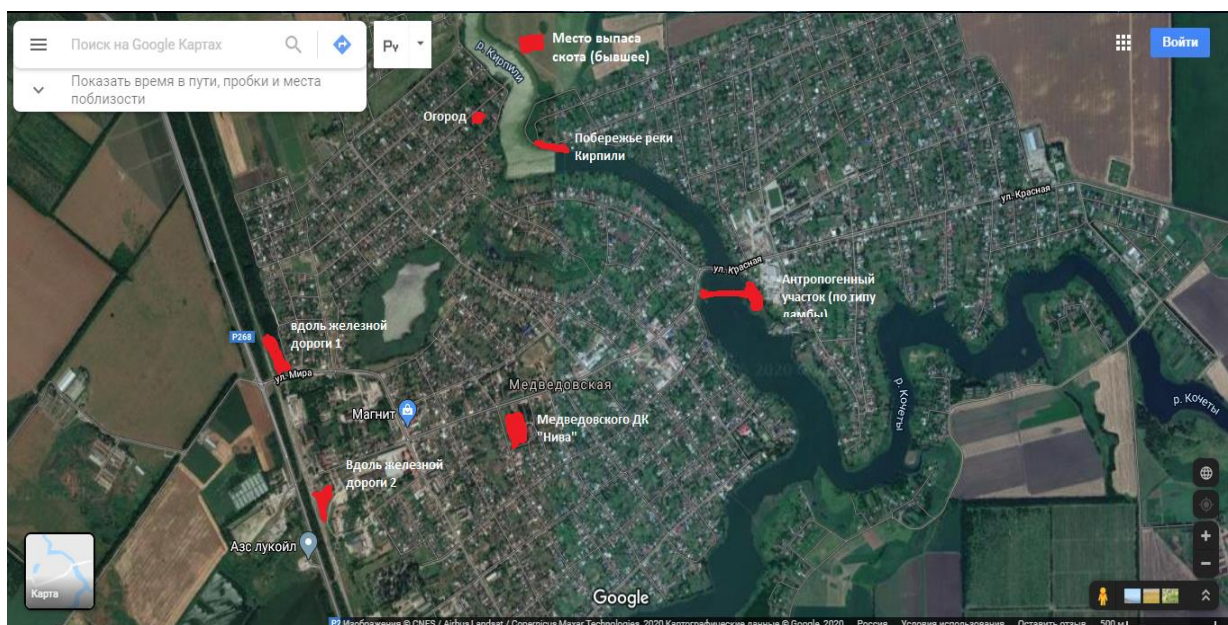 Поиск на Google Картах
Показать время в пути, пробки и места
поблизости
Ру
Войти
р. Кирпили
Место выпаса
скота (бывшее)
Огород
Побережье реки
Кирпили
ул. Красная
ул. Красная
Антропогенный
участок (по типу
дамбы)
вдоль железной
дороги 1
Р268
ул. Мира
Медведовская
Магнит
Медведовского ДК
"Нива"
р. Кочеты
р. Кочеты
Вдоль железной
дороги 2
Азс лукойл
Карта
Google
Изображения © CNES / Airbus, Landsat / Copernicus, Maxar Technologies, 2020 Картографические данные © Google, 2020 Россия Условия использования Оставить отзыв 500 м